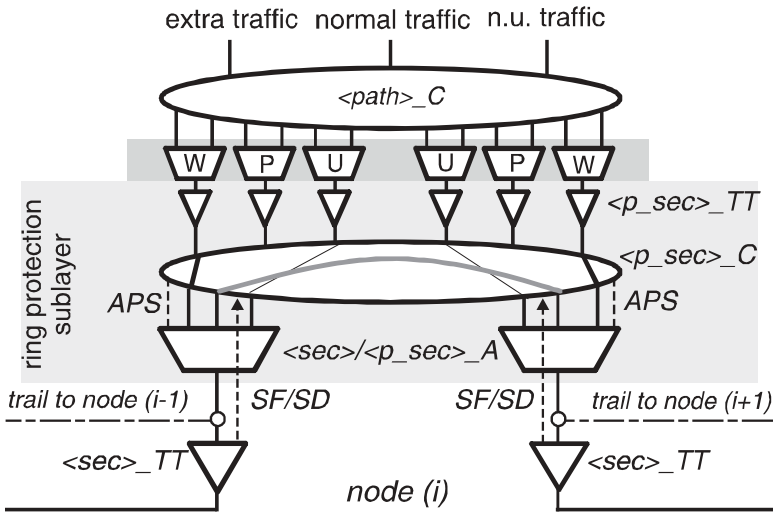 extra traffic normal traffic n.u. traffic
<path>_C
W P U U P W
<p_sec>_TT
<p_sec>_C
ring protection
sublayer
APS APS
<sec>/<p_sec>_A
trail to node (i-1) SF/SD SF/SD trail to node (i+1)
<sec>_TT <sec>_TT
node (i)